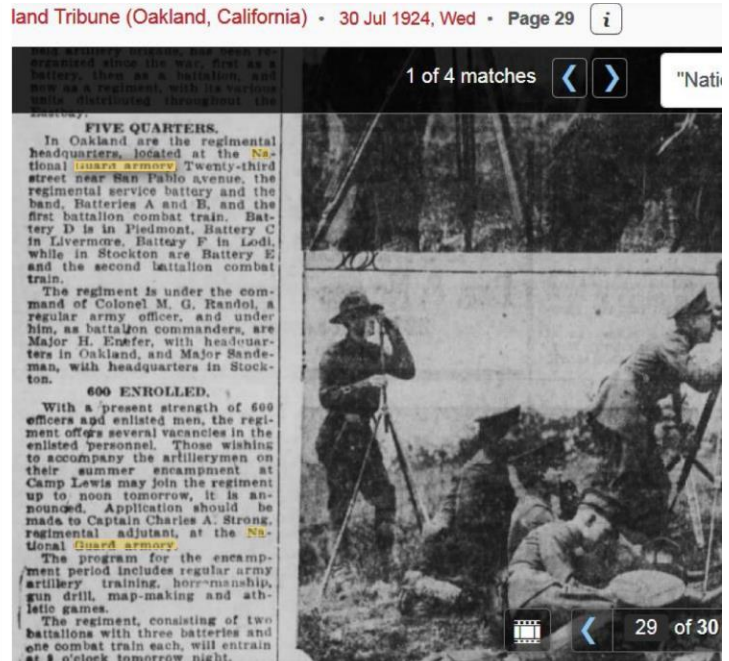 land Tribune (Oakland, California) • 30 Jul 1924, Wed • Page 29 i
1 of 4 matches
"Natio
field artillery brigade, has been re-
organized since the war, first as a
battery, then as a battalion, and
now as a regiment, with its various
units distributed throughout the
Eastbay.
FIVE QUARTERS.
In Oakland are the regimental
headquarters, located at the Na-
tional Guard armory, Twenty-third
street near San Pablo avenue, the
regimental service battery and the
band, Batteries A and B, and the
first battalion combat train. Bat-
tery D is in Piedmont, Battery C
in Livermore, Battery F in Lodi,
while in Stockton are Battery E
and the second battalion combat
train.
The regiment is under the com-
mand of Colonel M. G. Randol, a
regular army officer, and under
him, as battalion commanders, are
Major H. Enefer, with headquar-
ters in Oakland, and Major Sande-
man, with headquarters in Stock-
ton.
600 ENROLLED.
With a present strength of 600
officers and enlisted men, the regi-
ment offers several vacancies in the
enlisted personnel. Those wishing
to accompany the artillerymen on
their summer encampment at
Camp Lewis may join the regiment
up to noon tomorrow, it is an-
nounced. Application should be
made to Captain Charles A. Strong,
regimental adjutant, at the Na-
tional Guard armory.
The program for the encamp-
ment period includes regular army
artillery training, horsemanship,
gun drill, map-making and ath-
letic games.
The regiment, consisting of two
battalions with three batteries and
one combat train each, will entrain
at 8 o'clock tomorrow night.
29 of 30